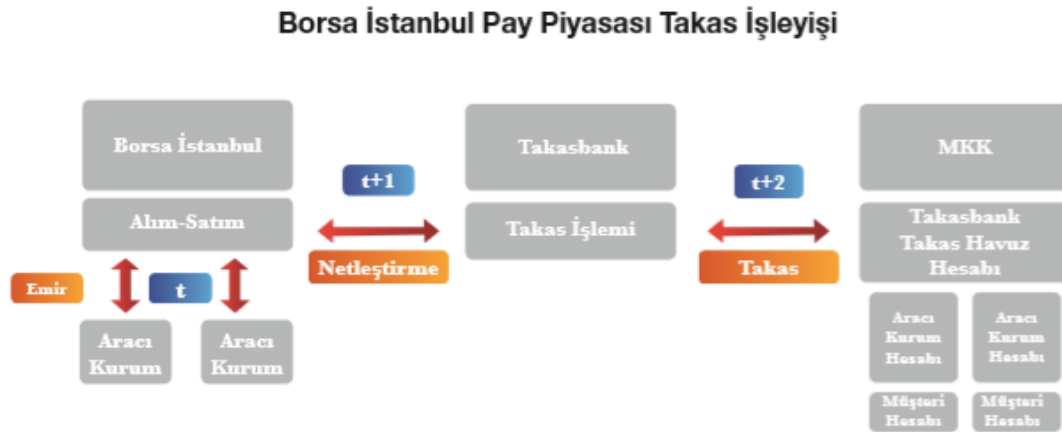 Borsa İstanbul Pay Piyasası Takas İşleyişi
Borsa İstanbul
Takasbank
MKK
t+1
t+2
Alım-Satım
Takas İşlemi
Takasbank
Takas Havuz
Hesabı
Netleştirme
Takas
Emir
t
Aracı
Kurum
Aracı
Kurum
Aracı
Kurum
Hesabı
Aracı
Kurum
Hesabı
Müşteri
Hesabı
Müşteri
Hesabı